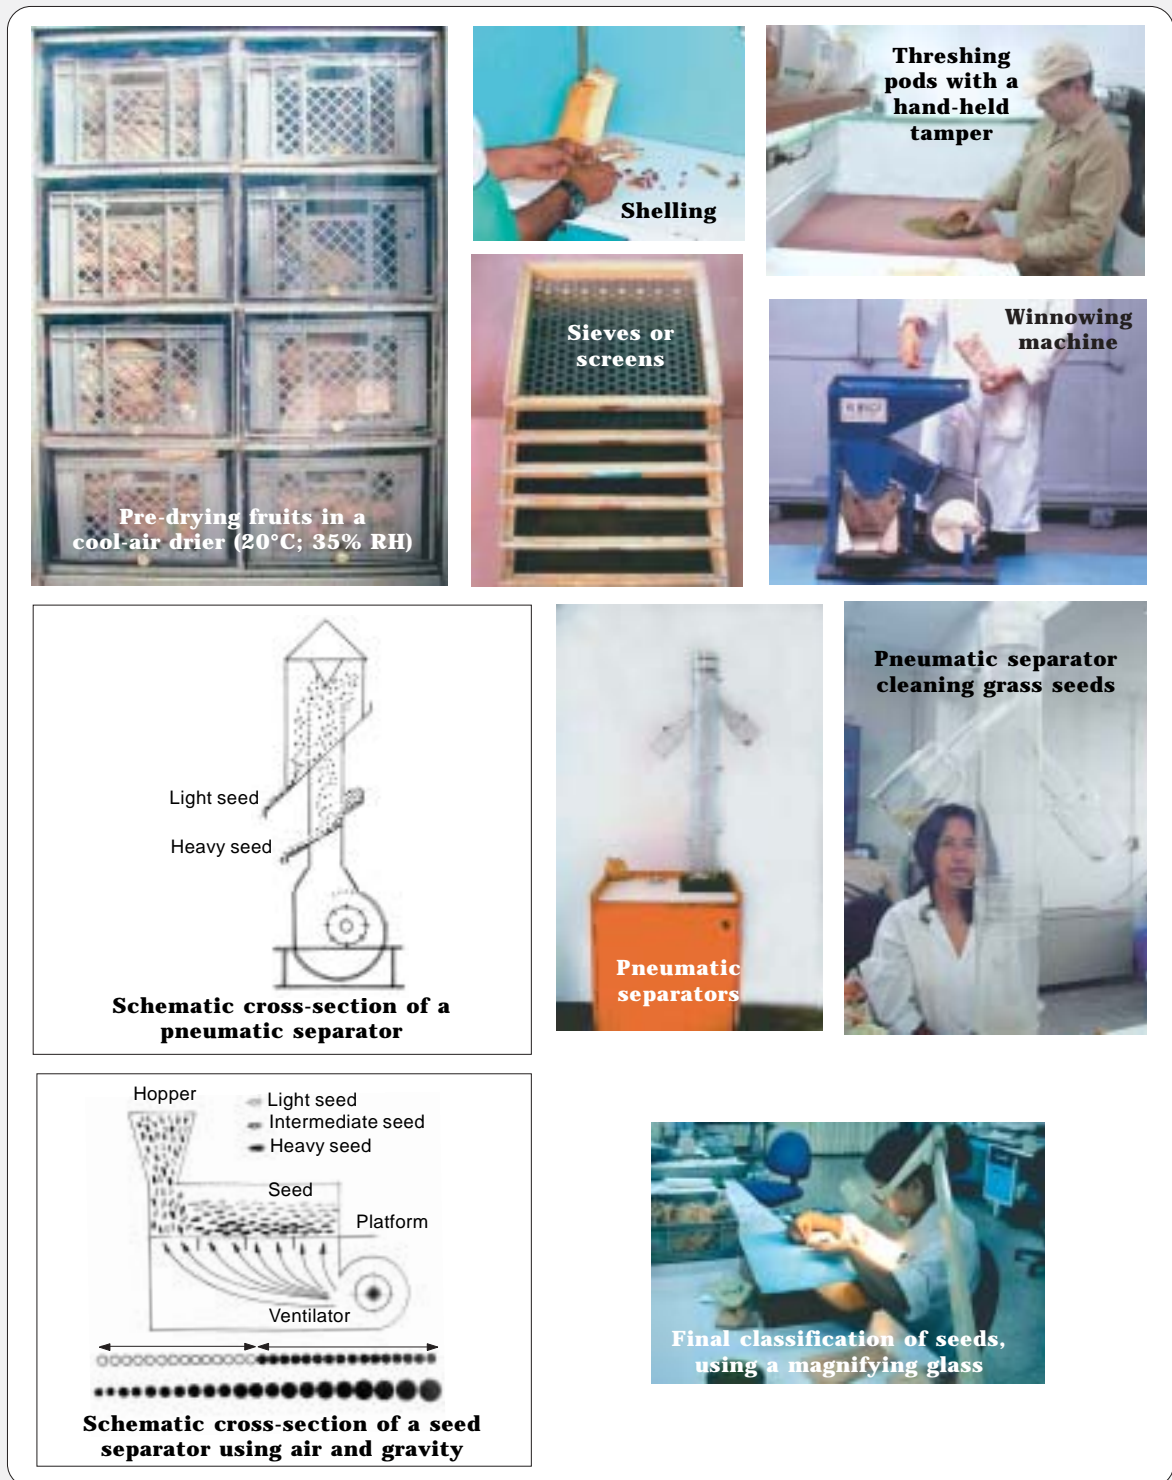 Pre-drying fruits in a
cool-air drier (20°C; 35% RH)
Shelling
Threshing
pods with a
hand-held
tamper
Sieves or
screens
Winnowing
machine
Light seed
Heavy seed
Schematic cross-section of a
pneumatic separator
Pneumatic
separators
Pneumatic separator
cleaning grass seeds
Hopper
Light seed
Intermediate seed
Heavy seed
Seed
Platform
Ventilator
Schematic cross-section of a seed
separator using air and gravity
Final classification of seeds,
using a magnifying glass